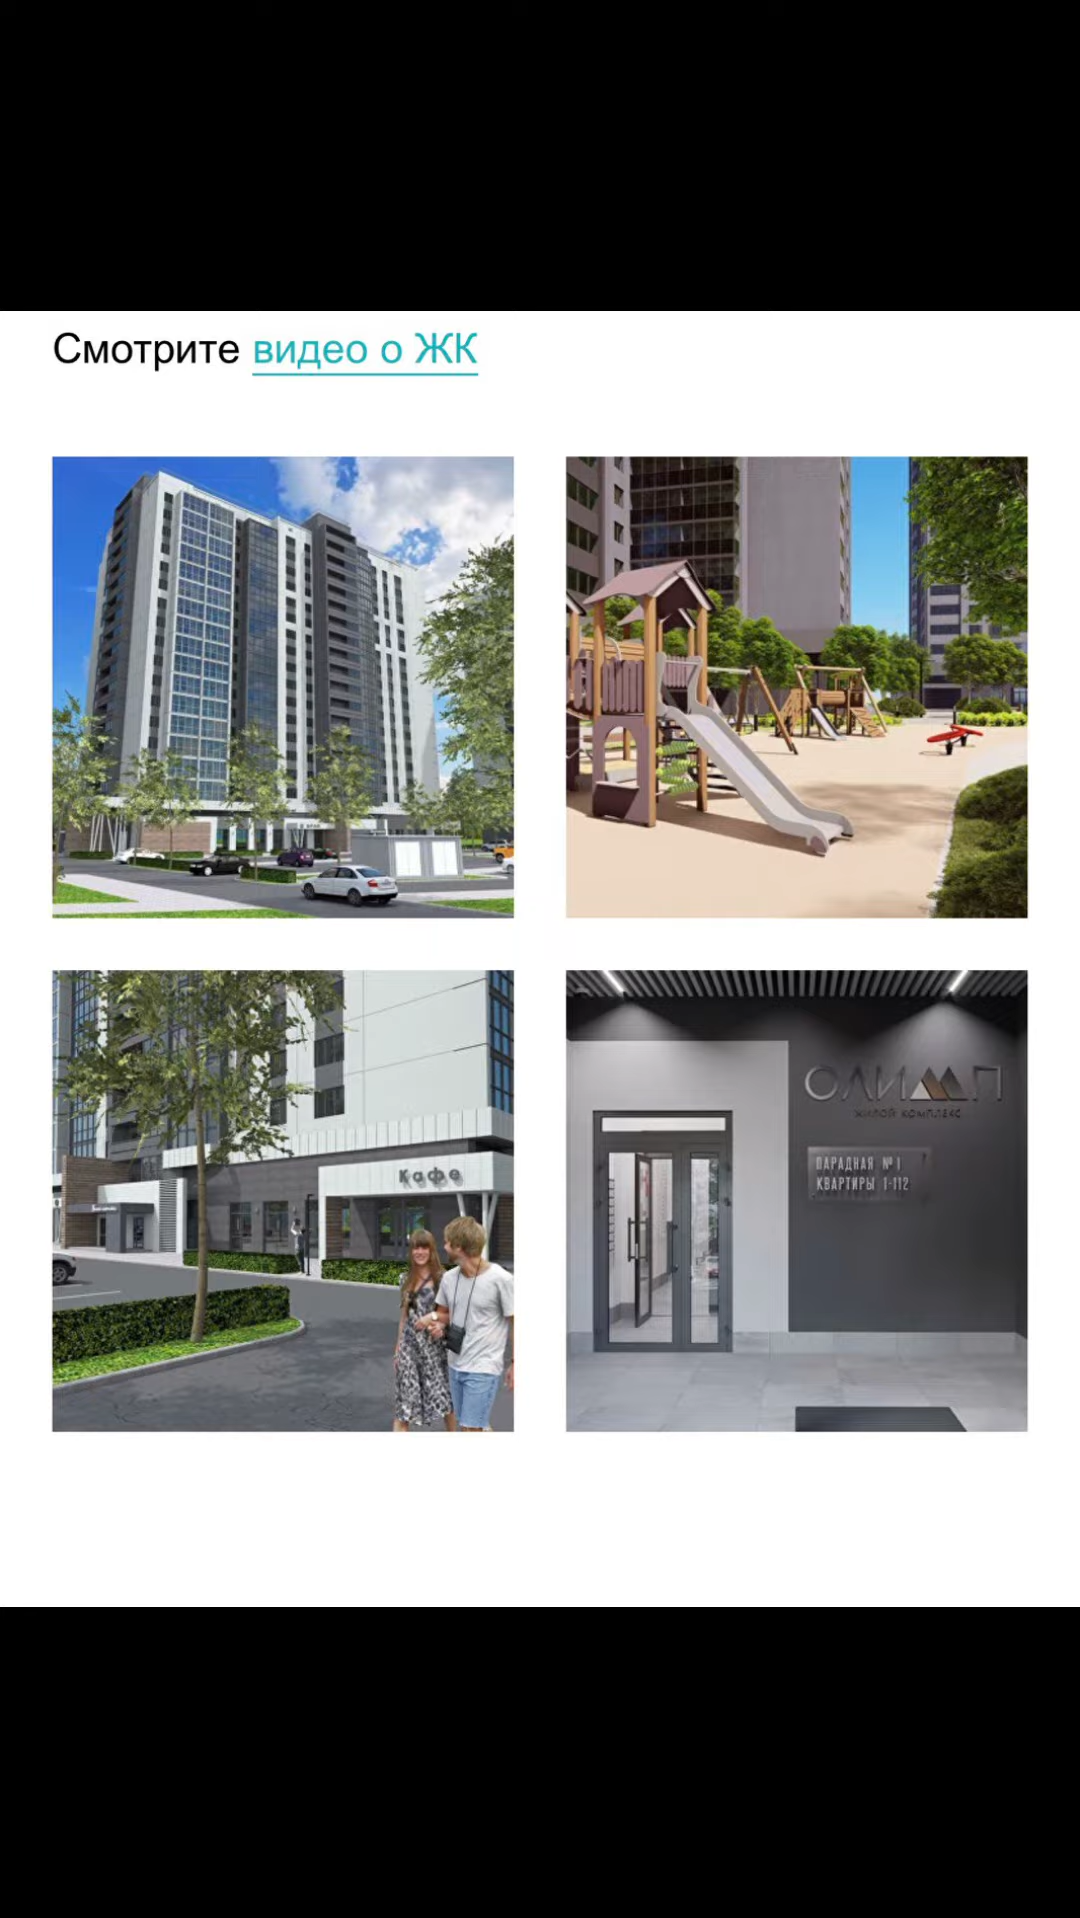 Смотрите видео о ЖК
Кафе
ОЛИМП
ЖИЛОЙ КОМПЛЕКС
ПАРАДНАЯ №1
КВАРТИРЫ 1-112